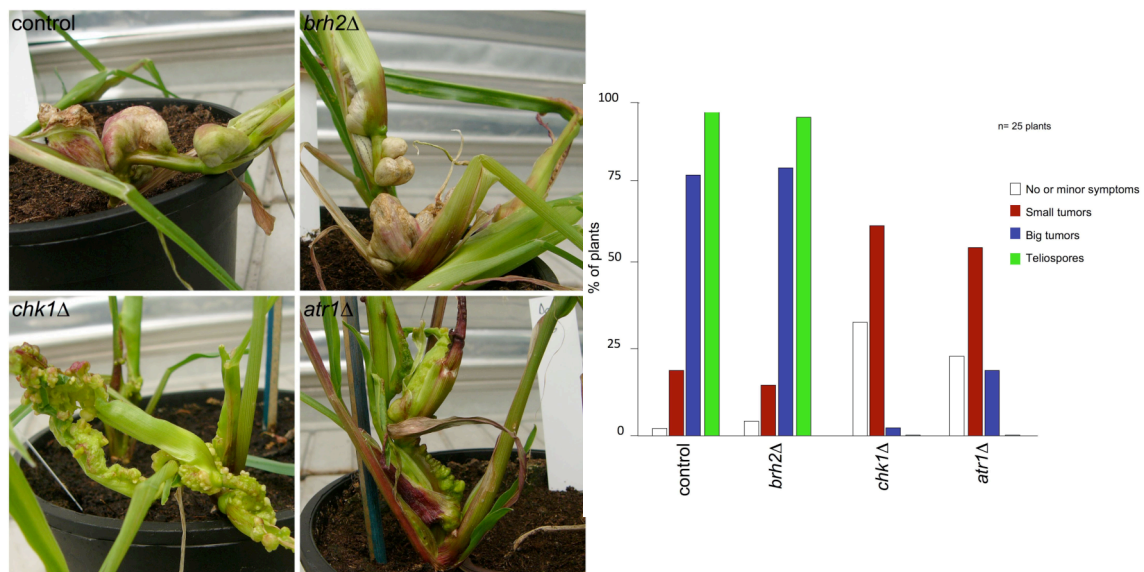 control
brh2Δ
chk1Δ
atr1Δ
100
75
50
25
0
% of plants
n= 25 plants
No or minor symptoms
Small tumors
Big tumors
Teliospores
control
brh2Δ
chk1Δ
atr1Δ